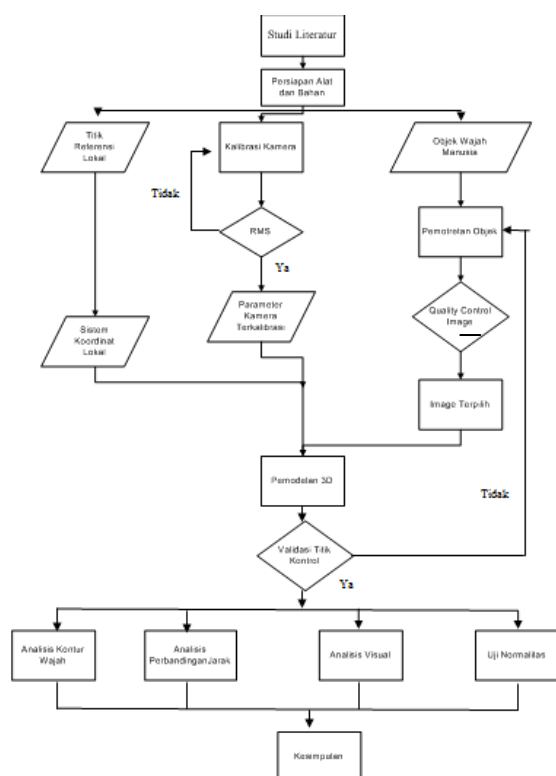 Studi Literatur
Persiapan Alat
dan Bahan
Titik
Referensi
Lokal
Kalibrasi Kamera
Objek Wajah
Manusia
Tidak
RMS
Pemotretan Objek
Ya
Sistem
Koordinat
Lokal
Parameter
Kamera
Terkalibrasi
Quality Control
Image
Image Terpilih
Pemodelan 3D
Tidak
Validasi Titik
Kontrol
Ya
Analisis Kontur
Wajah
Analisis
PerbandinganJarak
Analisis Visual
Uji Normalitas
Kesimpulan